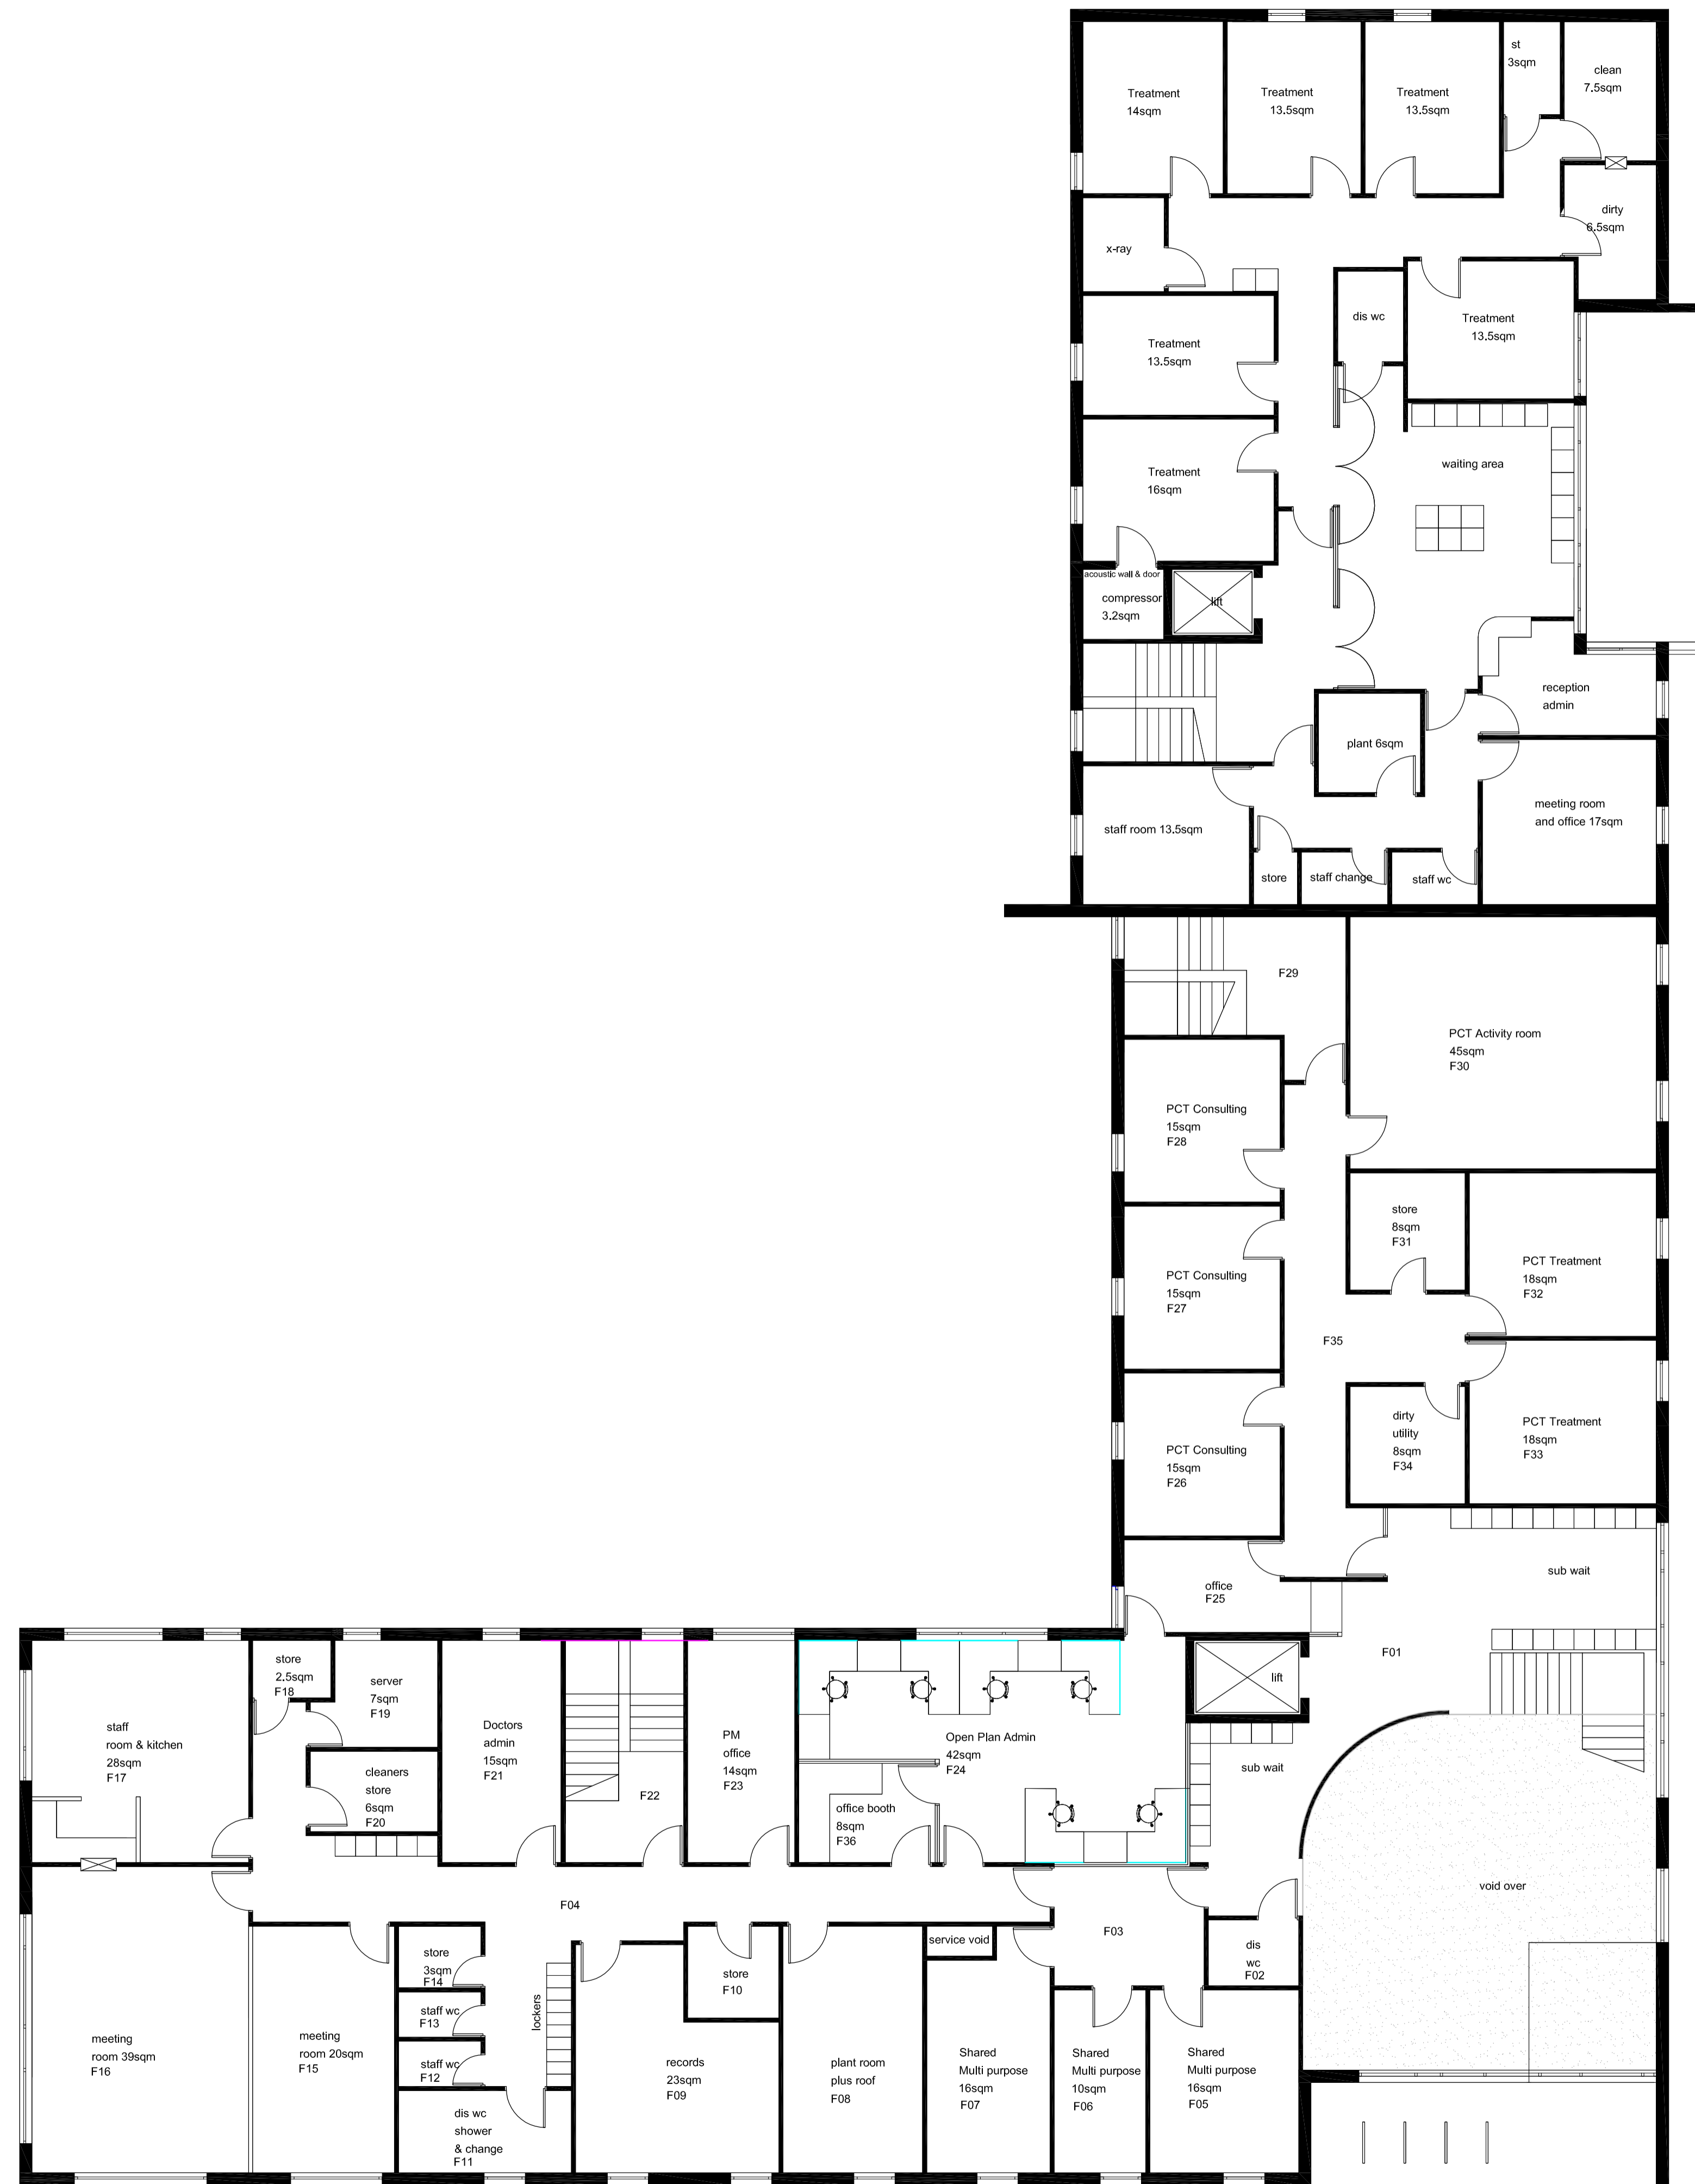 st
3sqm
clean
7.5sqm
Treatment
14sqm
Treatment
13.5sqm
Treatment
13.5sqm
dirty
6.5sqm
x-ray
dis wc
Treatment
13.5sqm
Treatment
13.5sqm
waiting area
Treatment
16sqm
acoustic wall & door
compressor
3.2sqm
lift
reception
admin
plant 6sqm
meeting room
and office 17sqm
staff room 13.5sqm
store
staff change
staff wc
F29
PCT Activity room
45sqm
F30
PCT Consulting
15sqm
F28
store
8sqm
F31
PCT Treatment
18sqm
F32
PCT Consulting
15sqm
F27
F35
dirty
utility
8sqm
F34
PCT Treatment
18sqm
F33
PCT Consulting
15sqm
F26
sub wait
office
F25
F01
lift
store
2.5sqm
F18
server
7sqm
F19
staff
room & kitchen
28sqm
F17
Doctors
admin
15sqm
F21
PM
office
14sqm
F23
Open Plan Admin
42sqm
F24
sub wait
cleaners
store
6sqm
F20
F22
office booth
8sqm
F36
void over
F04
F03
service void
dis
wc
F02
store
3sqm
F14
store
F10
lockers
staff wc
F13
staff wc
F12
meeting
room 39sqm
F16
meeting
room 20sqm
F15
records
23sqm
F09
plant room
plus roof
F08
Shared
Multi purpose
16sqm
F07
Shared
Multi purpose
10sqm
F06
Shared
Multi purpose
16sqm
F05
dis wc
shower
& change
F11